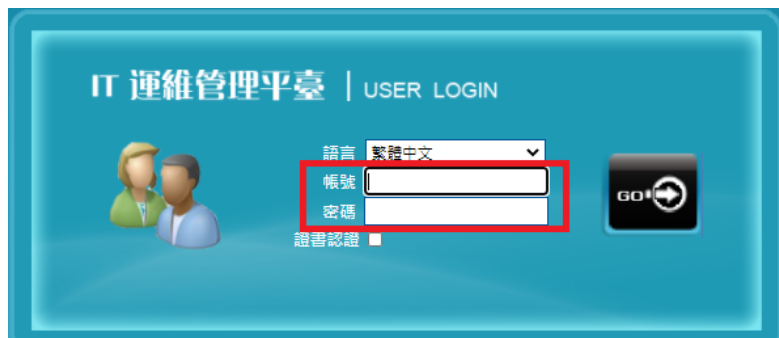 IT 運維管理平臺 | USER LOGIN
語言 繁體中文
帳號
密碼
GO
證書認證